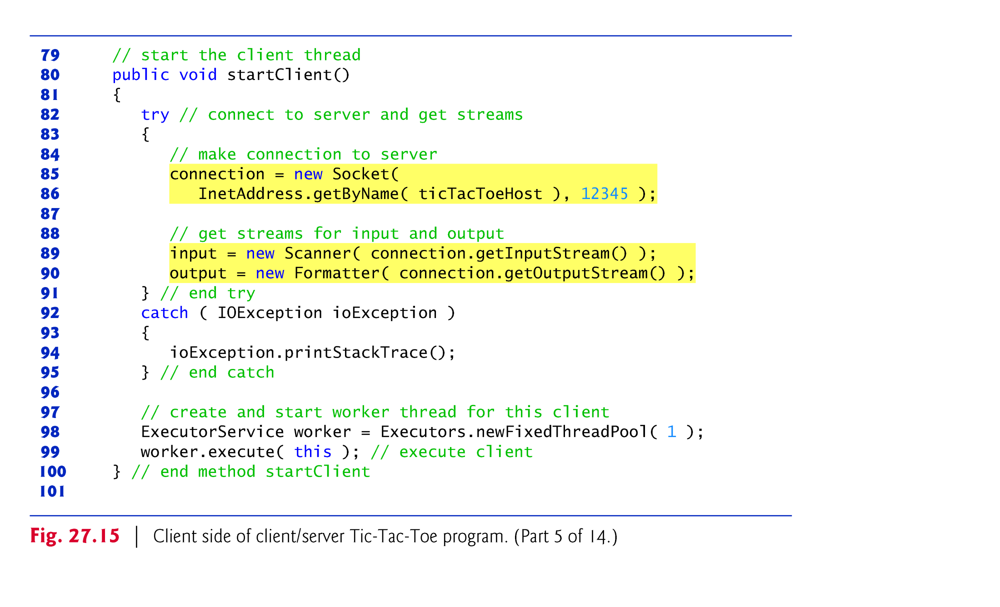 79 // start the client thread
80 public void startClient()
81 {
82 try // connect to server and get streams
83 {
84 // make connection to server
85 connection = new Socket(
86 InetAddress.getByName( ticTacToeHost ), 12345 );
87
88 // get streams for input and output
89 input = new Scanner( connection.getInputStream() );
90 output = new Formatter( connection.getOutputStream() );
91 } // end try
92 catch ( IOException ioException )
93 {
94 ioException.printStackTrace();
95 } // end catch
96
97 // create and start worker thread for this client
98 ExecutorService worker = Executors.newFixedThreadPool( 1 );
99 worker.execute( this ); // execute client
100 } // end method startClient
101
Fig. 27.15 | Client side of client/server Tic-Tac-Toe program. (Part 5 of 14.)